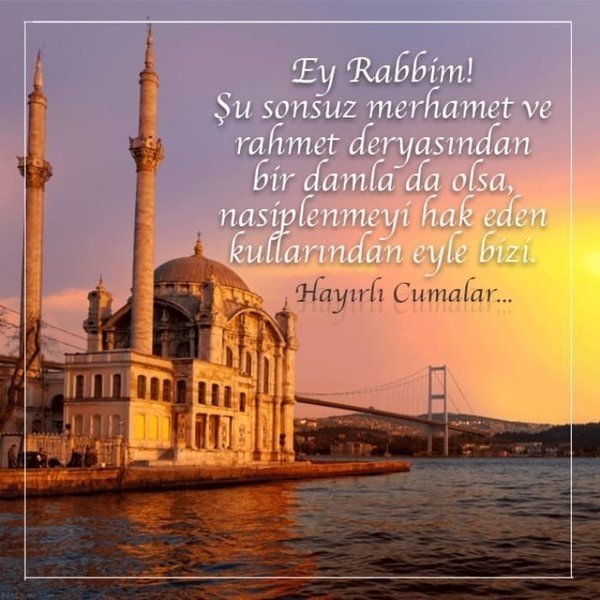 Ey Rabbim!
Şu sonsuz merhamet ve
rahmet deryasından
bir damla da olsa,
nasiplenmeyi hak eden
kullarından eyle bizi.
Hayırlı Cumalar...